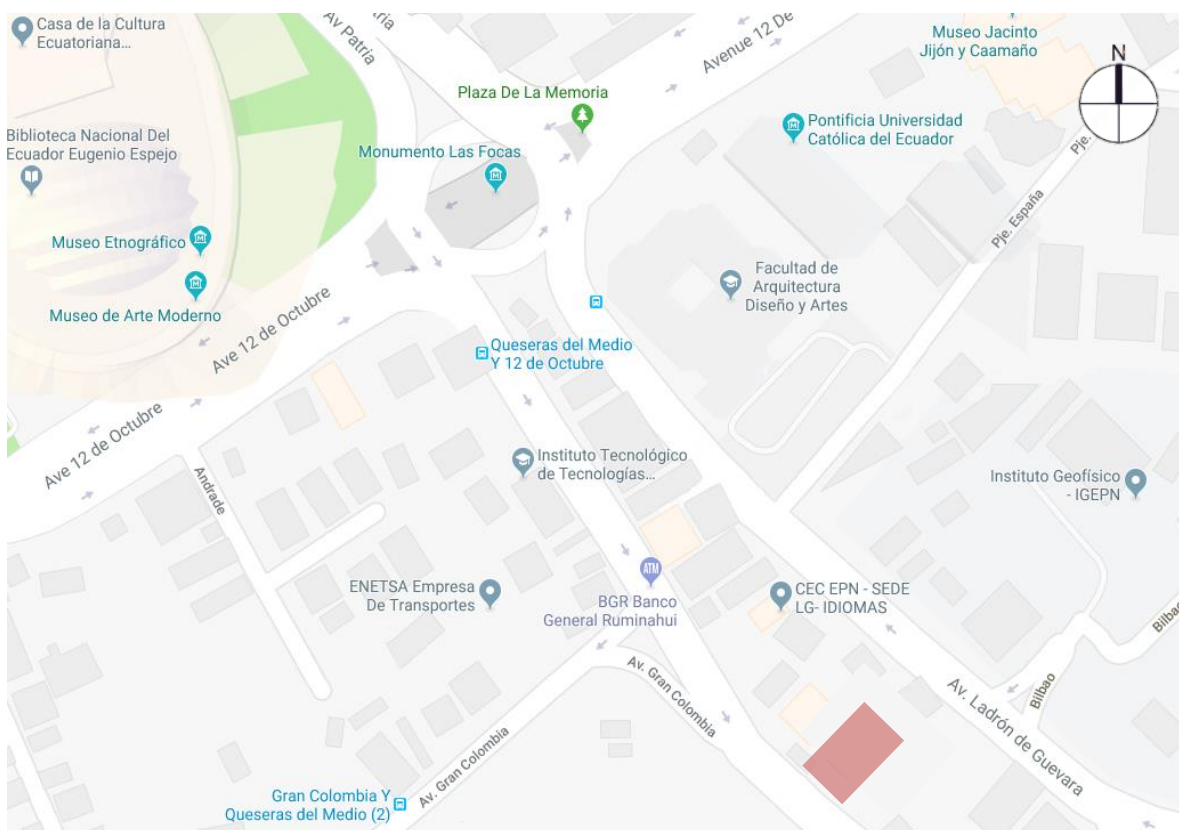 Casa de la Cultura
Ecuatoriana...
Av Patria
Avenue 12 De
Museo Jacinto
Jijón y Caamaño
N
Plaza De La Memoria
Pontificia Universidad
Católica del Ecuador
Pje.
Biblioteca Nacional Del
Ecuador Eugenio Espejo
Monumento Las Focas
Pje. España
Museo Etnográfico
Facultad de
Arquitectura
Diseño y Artes
Museo de Arte Moderno
Ave 12 de Octubre
Queseras del Medio
Y 12 de Octubre
Ave 12 de Octubre
Instituto Tecnológico
de Tecnologías...
Andrade
Instituto Geofísico
- IGEPN
ATM
ENETSA Empresa
De Transportes
BGR Banco
General Ruminahui
CEC EPN - SEDE
LG- IDIOMAS
Bilbao
Av. Gran Colombia
Bilbao
Av. Ladrón de Guevara
Av. Gran Colombia
Gran Colombia Y
Queseras del Medio (2)